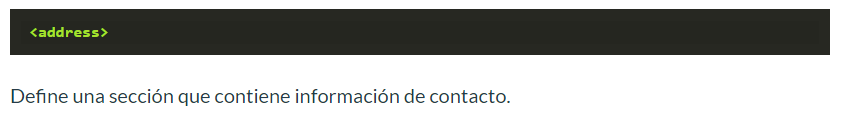 <address>
Define una sección que contiene información de contacto.